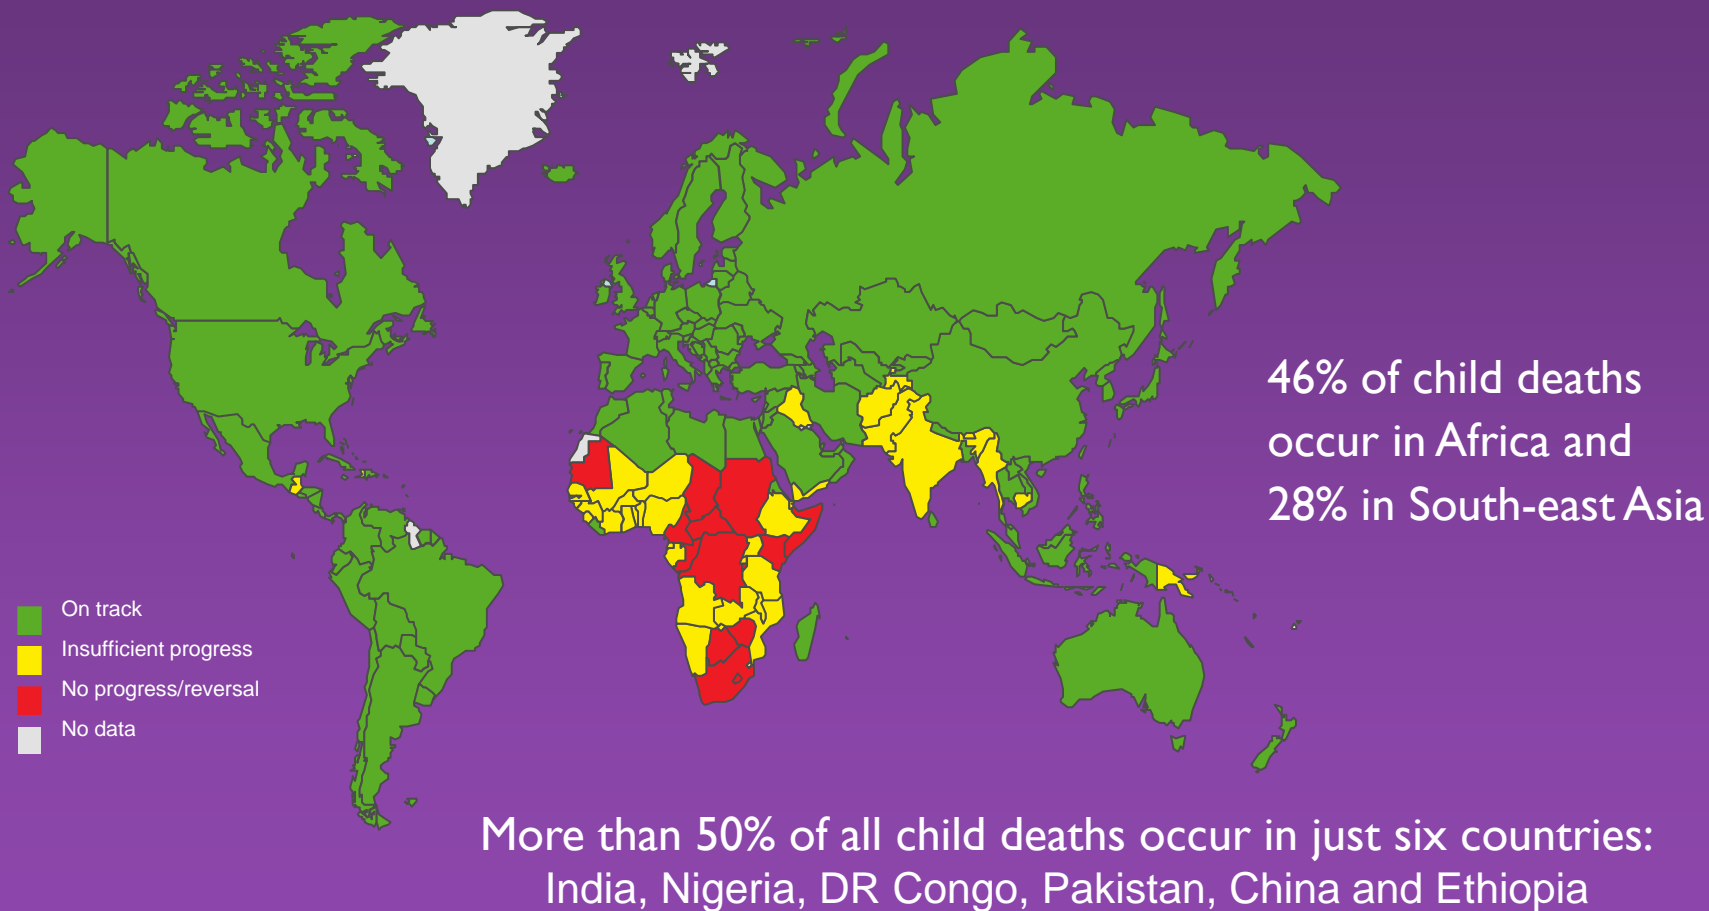 46% of child deaths
occur in Africa and
28% in South-east Asia
On track
Insufficient progress
No progress/reversal
No data
More than 50% of all child deaths occur in just six countries:
India, Nigeria, DR Congo, Pakistan, China and Ethiopia